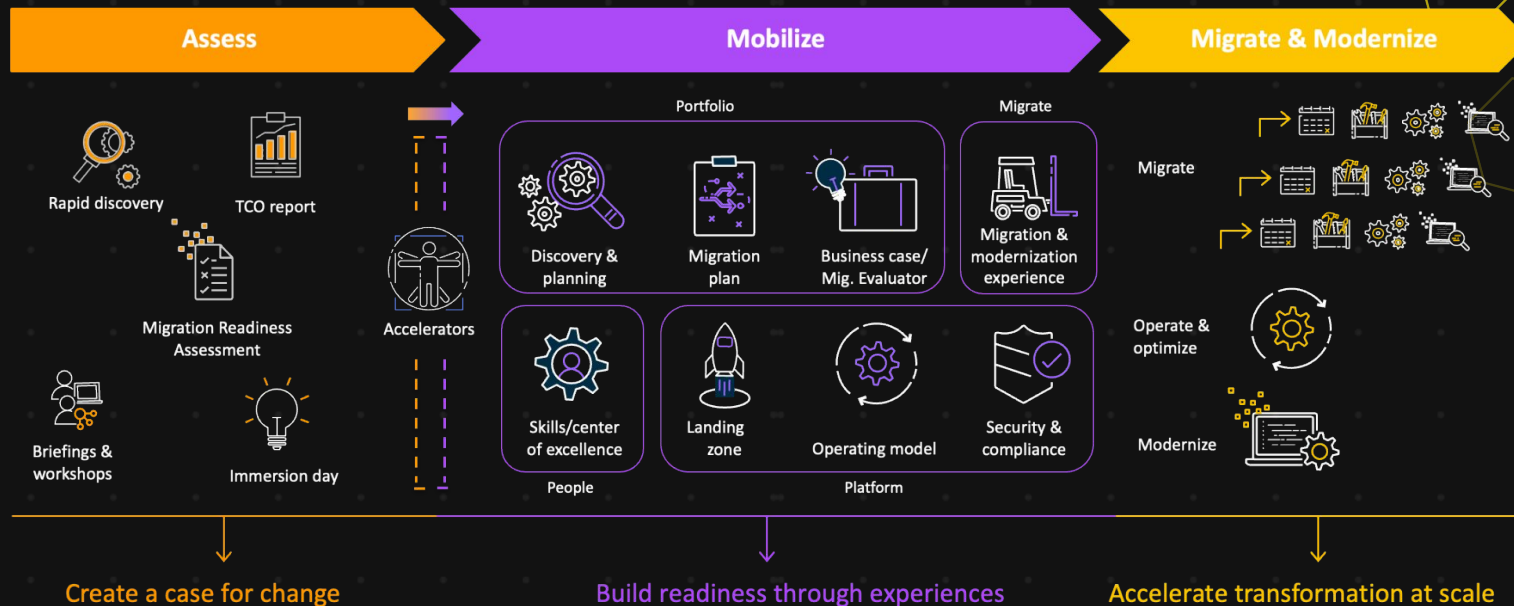 Assess
Mobilize
Migrate & Modernize
Rapid discovery
TCO report
Migration Readiness
Assessment
Briefings &
workshops
Immersion day
Accelerators
Portfolio
Discovery &
planning
Migration
plan
Business case/
Mig. Evaluator
Migrate
Migration &
modernization
experience
Skills/center
of excellence
People
Landing
zone
Operating model
Security &
compliance
Platform
Migrate
Operate &
optimize
Modernize
Create a case for change
Build readiness through experiences
Accelerate transformation at scale